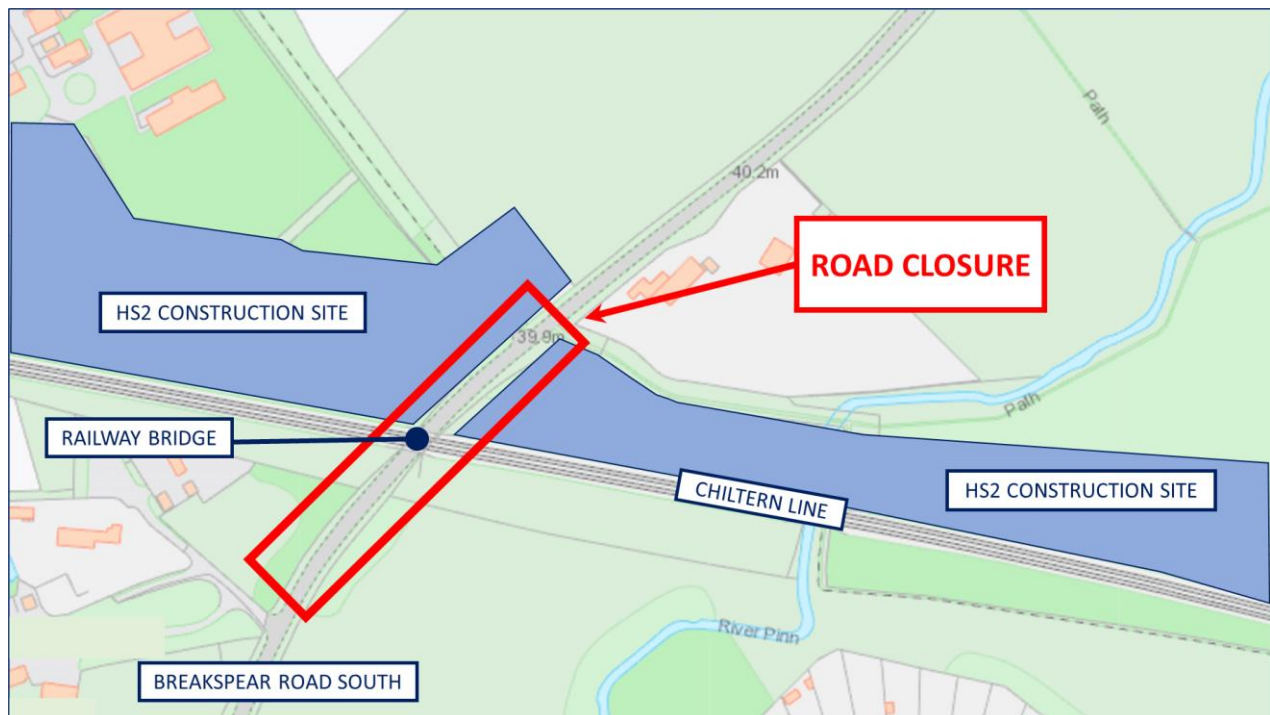 Path
40.2m
ROAD CLOSURE
HS2 CONSTRUCTION SITE
39.9m
Path
RAILWAY BRIDGE
CHILTERN LINE
HS2 CONSTRUCTION SITE
River Pinn
BREAKSPEAR ROAD SOUTH